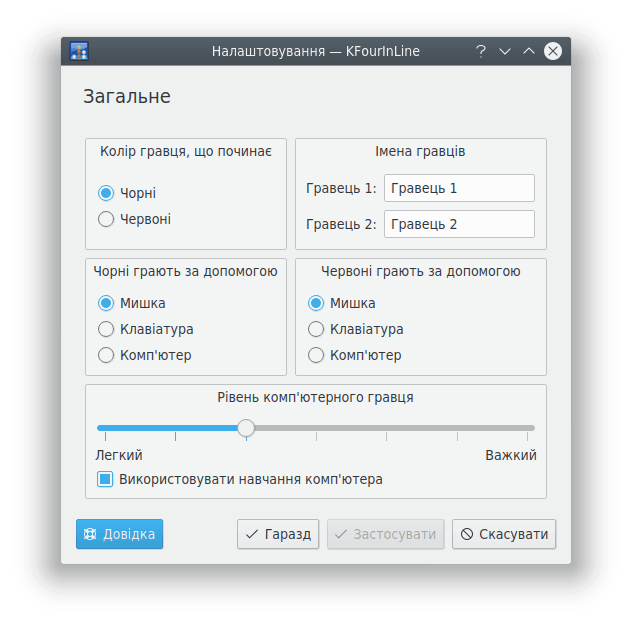 Налаштовування — KFourInLine
Загальне
Колір гравця, що починає
Чорні
Червоні
Імена гравців
Гравець 1: Гравець 1
Гравець 2: Гравець 2
Чорні грають за допомогою
Мишка
Клавіатура
Комп'ютер
Червоні грають за допомогою
Мишка
Клавіатура
Комп'ютер
Рівень комп'ютерного гравця
Легкий Важкий
Використовувати навчання комп'ютера
Довідка Гаразд Застосувати Скасувати